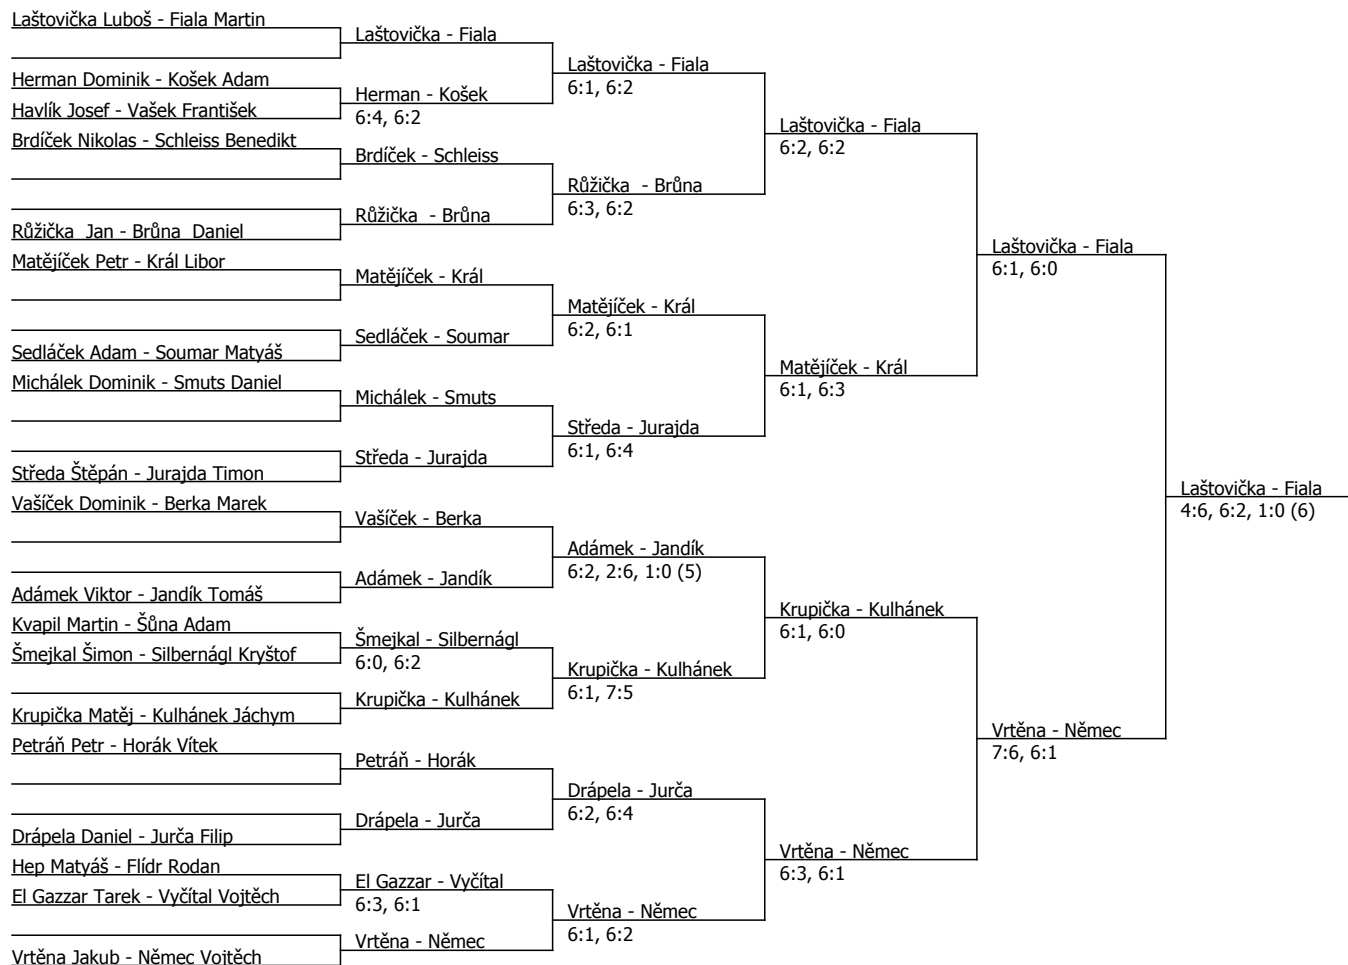 Laštovička Luboš - Fiala Martin
Herman Dominik - Košek Adam
Havlík Josef - Vašek František
Brdíček Nikolas - Schleiss Benedikt
Růžička  Jan - Brůna  Daniel
Matějíček Petr - Král Libor
Sedláček Adam - Soumar Matyáš
Michálek Dominik - Smuts Daniel
Středa Štěpán - Jurajda Timon
Vašíček Dominik - Berka Marek
Adámek Viktor - Jandík Tomáš
Kvapil Martin - Šůna Adam
Šmejkal Šimon - Silbernágl Kryštof
Krupička Matěj - Kulhánek Jáchym
Petráň Petr - Horák Vítek
Drápela Daniel - Jurča Filip
Hep Matyáš - Flídr Rodan
El Gazzar Tarek - Vyčítal Vojtěch
Vrtěna Jakub - Němec Vojtěch
Laštovička - Fiala
Herman - Košek
6:4, 6:2
Brdíček - Schleiss
Růžička  - Brůna
Matějíček - Král
Sedláček - Soumar
Michálek - Smuts
Středa - Jurajda
Vašíček - Berka
Adámek - Jandík
Šmejkal - Silbernágl
6:0, 6:2
Krupička - Kulhánek
Petráň - Horák
Drápela - Jurča
El Gazzar - Vyčítal
6:3, 6:1
Vrtěna - Němec
Laštovička - Fiala
6:1, 6:2
Růžička  - Brůna
6:3, 6:2
Matějíček - Král
6:2, 6:1
Středa - Jurajda
6:1, 6:4
Adámek - Jandík
6:2, 2:6, 1:0 (5)
Krupička - Kulhánek
6:1, 7:5
Drápela - Jurča
6:2, 6:4
Vrtěna - Němec
6:1, 6:2
Laštovička - Fiala
6:2, 6:2
Matějíček - Král
6:1, 6:3
Krupička - Kulhánek
6:1, 6:0
Vrtěna - Němec
6:3, 6:1
Laštovička - Fiala
6:1, 6:0
Vrtěna - Němec
7:6, 6:1
Laštovička - Fiala
4:6, 6:2, 1:0 (6)